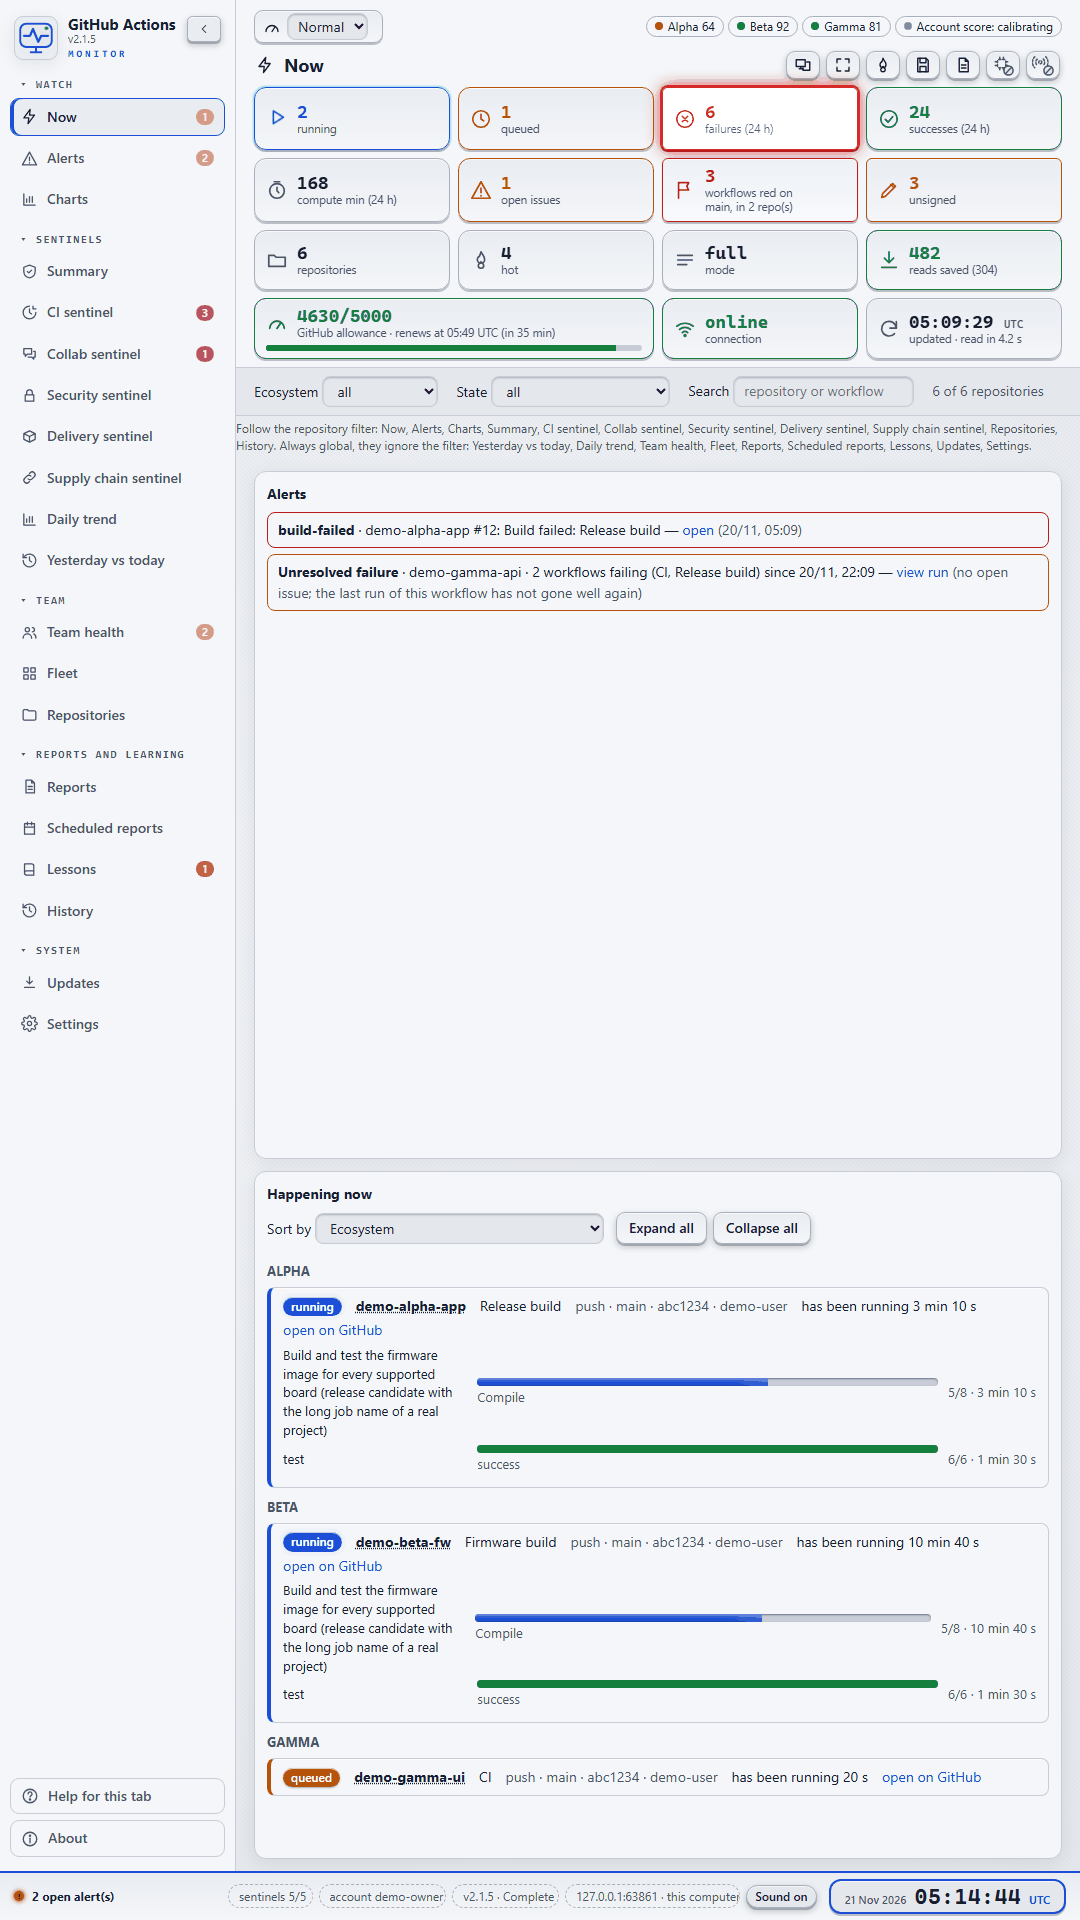 GitHub Actions
v2.1.5
MONITOR
WATCH
Now 1
Alerts 2
Charts
SENTINELS
Summary
CI sentinel 3
Collab sentinel 1
Security sentinel
Delivery sentinel
Supply chain sentinel
Daily trend
Yesterday vs today
TEAM
Team health 2
Fleet
Repositories
REPORTS AND LEARNING
Reports
Scheduled reports
Lessons 1
History
SYSTEM
Updates
Settings
Help for this tab
About
Normal
Alpha 64
Beta 92
Gamma 81
Account score: calibrating
Now
2
running
1
queued
6
failures (24 h)
24
successes (24 h)
168
compute min (24 h)
1
open issues
3
workflows red on
main, in 2 repo(s)
3
unsigned
6
repositories
4
hot
full
mode
482
reads saved (304)
4630/5000
GitHub allowance · renews at 05:49 UTC (in 35 min)
online
connection
05:09:29 UTC
updated · read in 4.2 s
Ecosystem all State all Search repository or workflow 6 of 6 repositories
Follow the repository filter: Now, Alerts, Charts, Summary, CI sentinel, Collab sentinel, Security sentinel, Delivery sentinel, Supply chain sentinel, Repositories,
History. Always global, they ignore the filter: Yesterday vs today, Daily trend, Team health, Fleet, Reports, Scheduled reports, Lessons, Updates, Settings.
Alerts
build-failed · demo-alpha-app #12: Build failed: Release build — open (20/11, 05:09)
Unresolved failure · demo-gamma-api · 2 workflows failing (CI, Release build) since 20/11, 22:09 — view run (no open
issue; the last run of this workflow has not gone well again)
Happening now
Sort by Ecosystem Expand all Collapse all
ALPHA
running demo-alpha-app Release build push · main · abc1234 · demo-user has been running 3 min 10 s
open on GitHub
Build and test the firmware
image for every supported
board (release candidate with
the long job name of a real
project)
Compile
5/8 · 3 min 10 s
test
success
6/6 · 1 min 30 s
BETA
running demo-beta-fw Firmware build push · main · abc1234 · demo-user has been running 10 min 40 s
open on GitHub
Build and test the firmware
image for every supported
board (release candidate with
the long job name of a real
project)
Compile
5/8 · 10 min 40 s
test
success
6/6 · 1 min 30 s
GAMMA
queued demo-gamma-ui CI push · main · abc1234 · demo-user has been running 20 s open on GitHub
2 open alert(s)
sentinels 5/5
account demo-owner
v2.1.5 · Complete
127.0.0.1:63861 · this computer
Sound on
21 Nov 2026 05:14:44 UTC